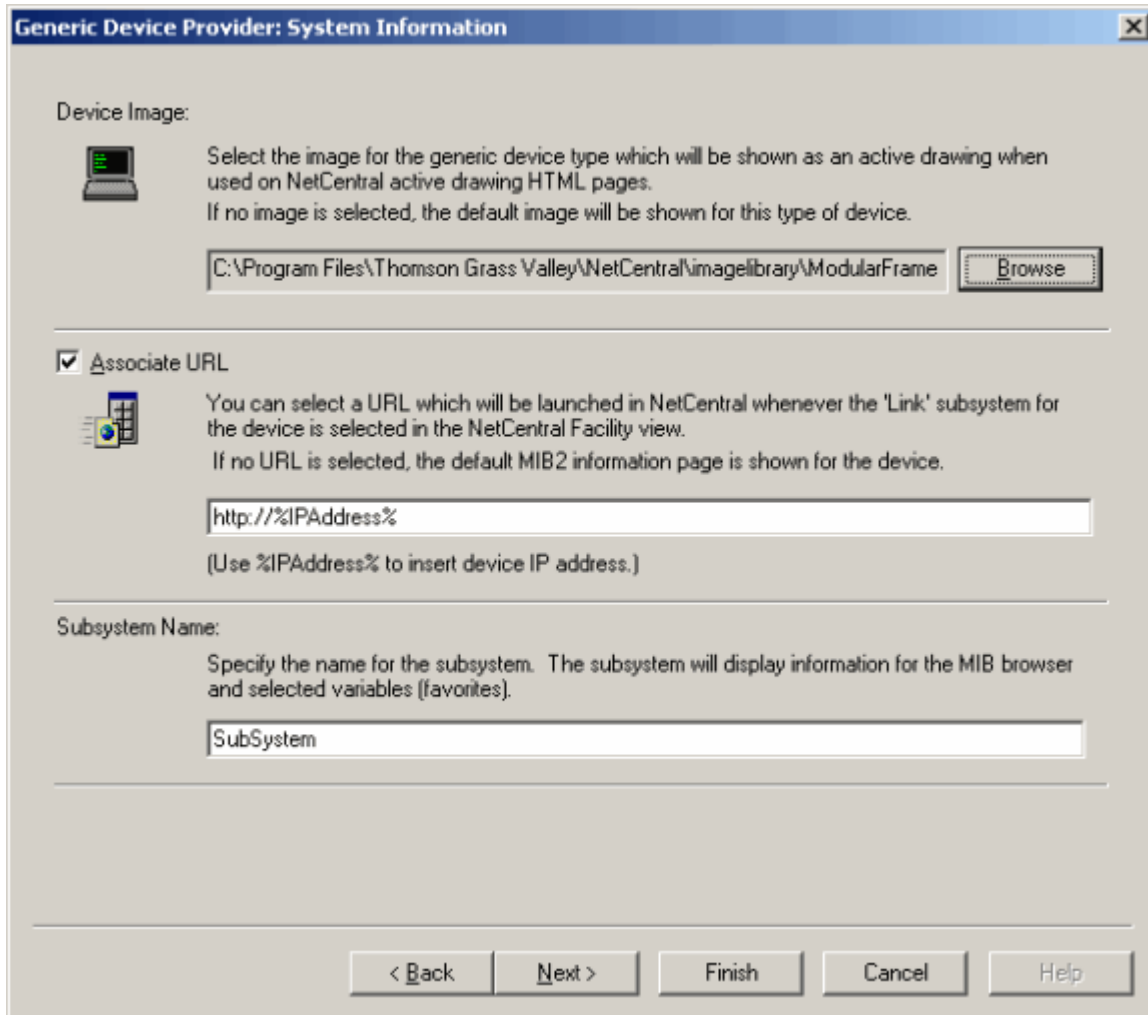 Generic Device Provider: System Information
Device Image:
Select the image for the generic device type which will be shown as an active drawing when
used on NetCentral active drawing HTML pages.
If no image is selected, the default image will be shown for this type of device.
C:\Program Files\Thomson Grass Valley\NetCentral\imagelibrary\ModularFrame
Browse
Associate URL
You can select a URL which will be launched in NetCentral whenever the 'Link' subsystem for
the device is selected in the NetCentral Facility view.
If no URL is selected, the default MIB2 information page is shown for the device.
http://%IPAddress%
(Use %IPAddress% to insert device IP address.)
Subsystem Name:
Specify the name for the subsystem.  The subsystem will display information for the MIB browser
and selected variables (favorites).
SubSystem
< Back
Next >
Finish
Cancel
Help